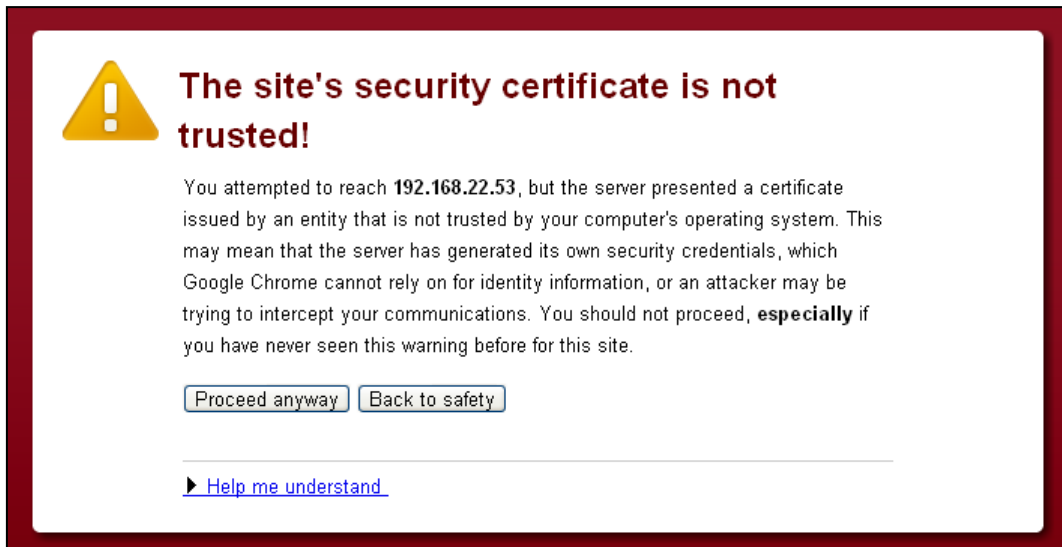 The site's security certificate is not
trusted!
You attempted to reach 192.168.22.53, but the server presented a certificate
issued by an entity that is not trusted by your computer's operating system. This
may mean that the server has generated its own security credentials, which
Google Chrome cannot rely on for identity information, or an attacker may be
trying to intercept your communications. You should not proceed, especially if
you have never seen this warning before for this site.
Proceed anyway Back to safety
Help me understand